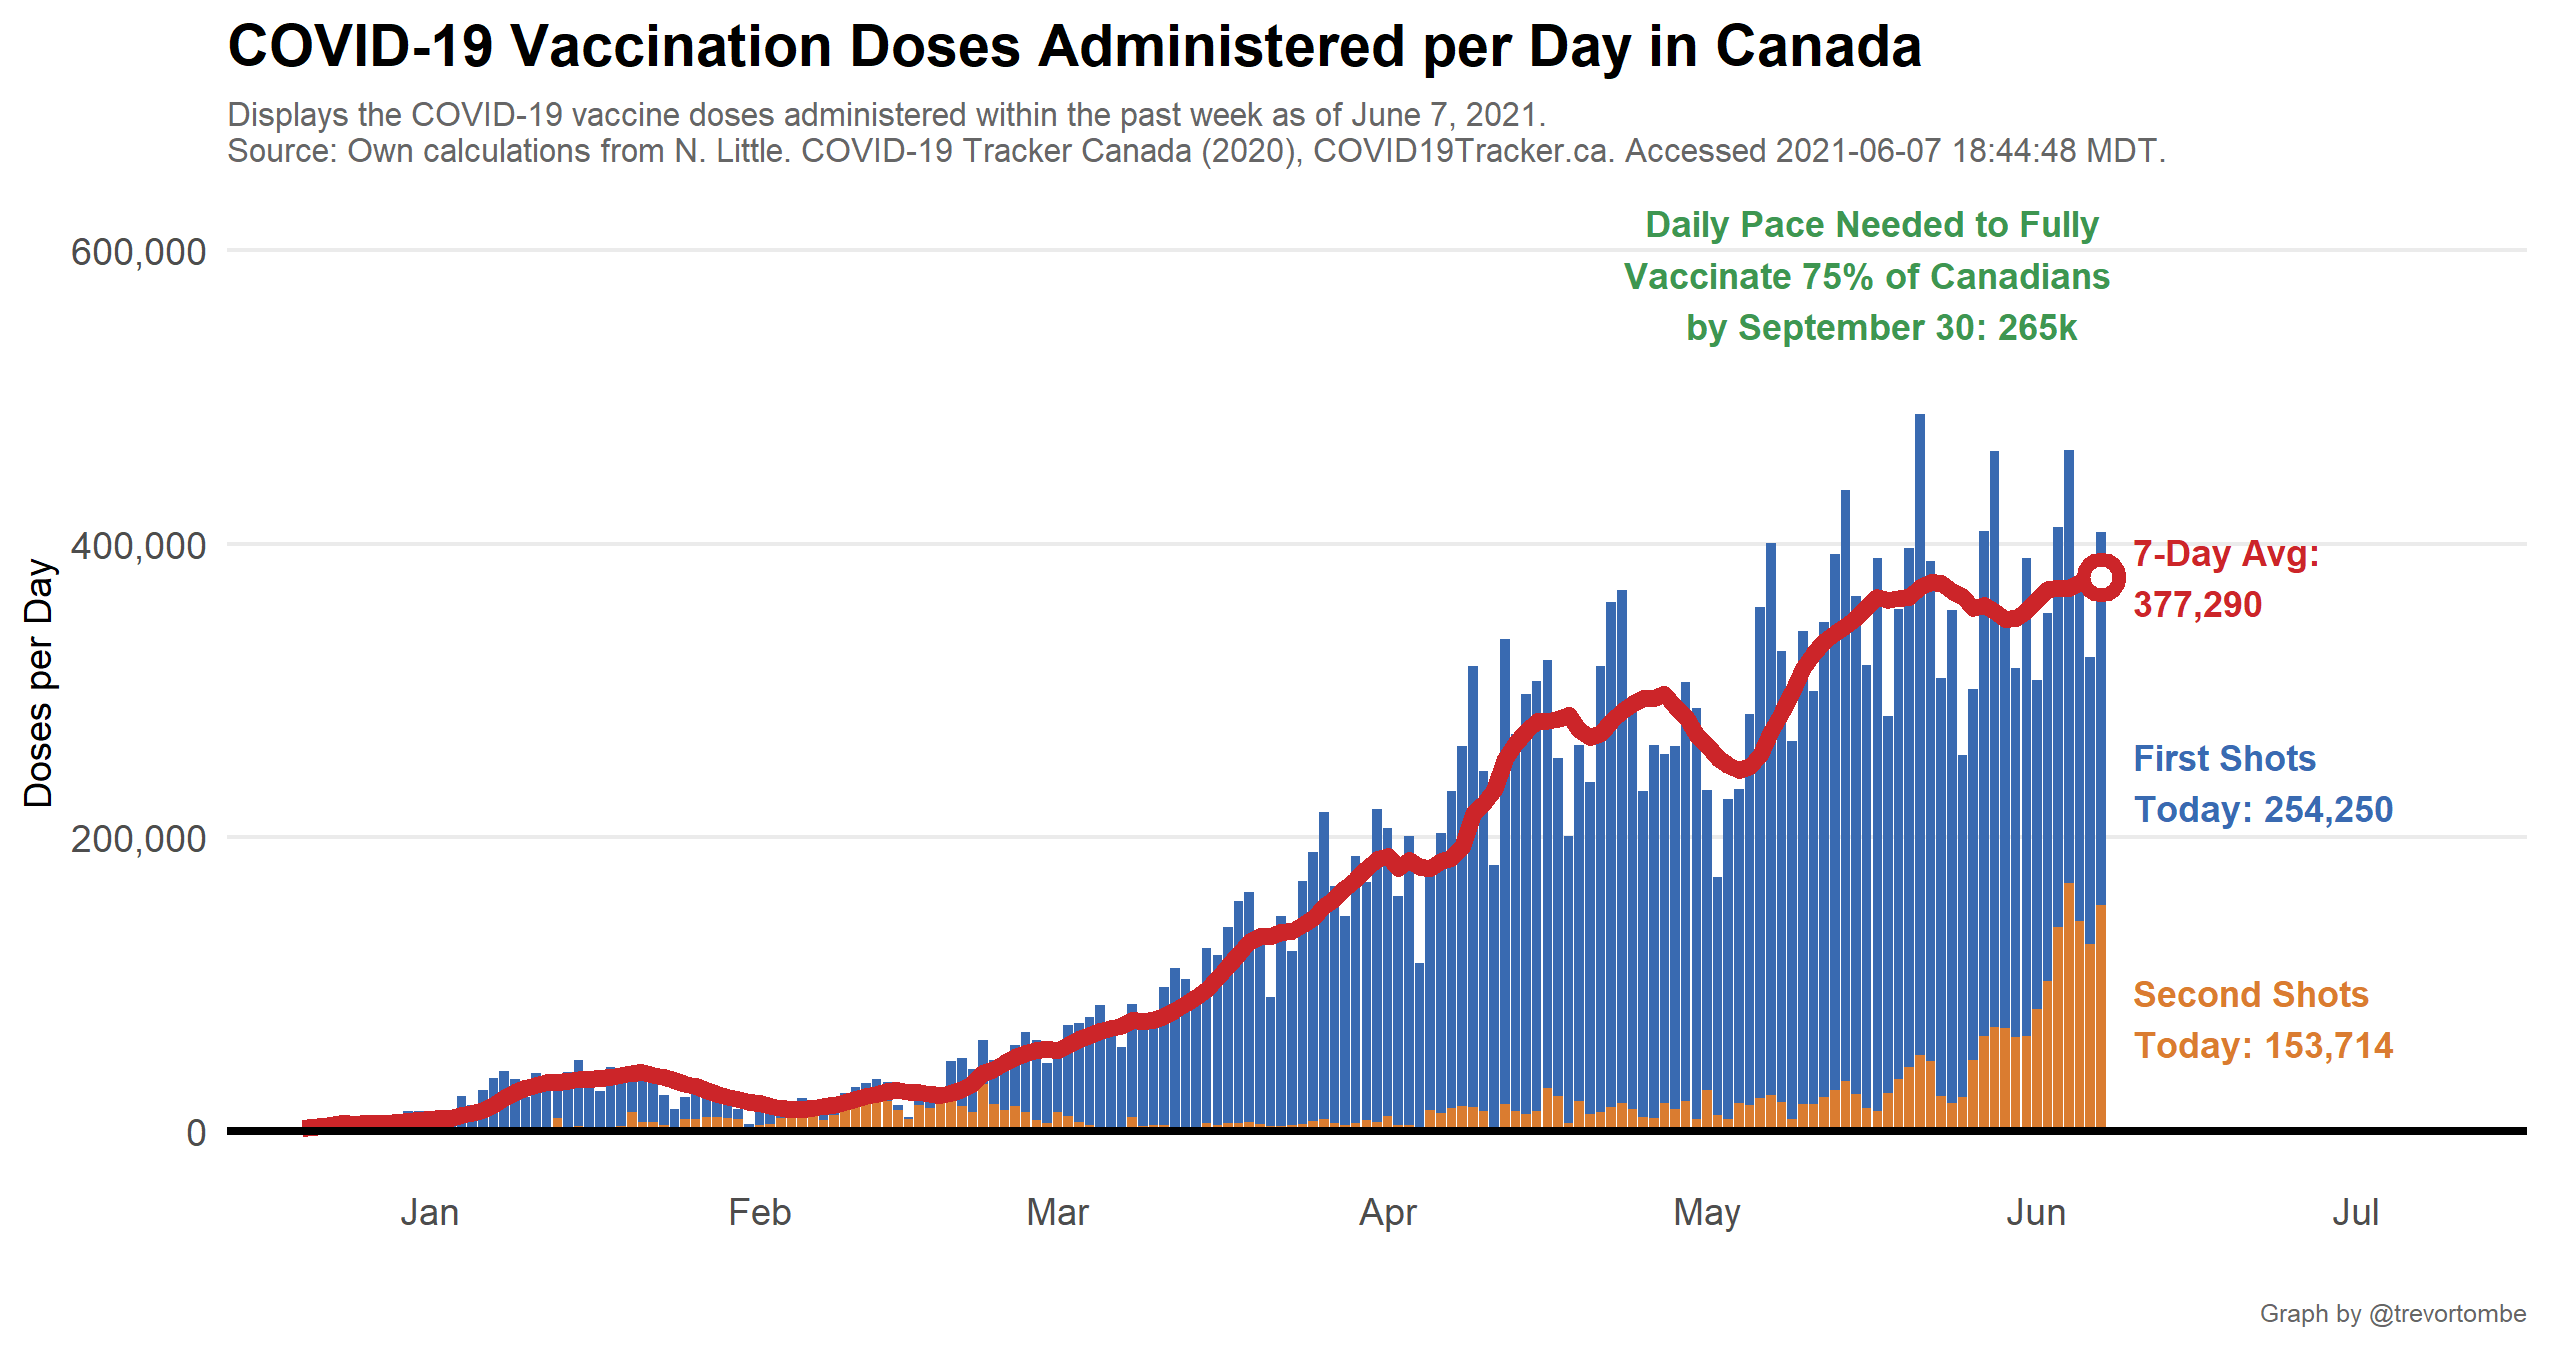 COVID-19 Vaccination Doses Administered per Day in Canada
Displays the COVID-19 vaccine doses administered within the past week as of June 7, 2021.
Source: Own calculations from N. Little. COVID-19 Tracker Canada (2020), COVID19Tracker.ca. Accessed 2021-06-07 18:44:48 MDT.
Daily Pace Needed to Fully
Vaccinate 75% of Canadians
by September 30: 265k
600,000
400,000
200,000
0
Doses per Day
7-Day Avg:
377,290
First Shots
Today: 254,250
Second Shots
Today: 153,714
Jan
Feb
Mar
Apr
May
Jun
Jul
Graph by @trevortombe